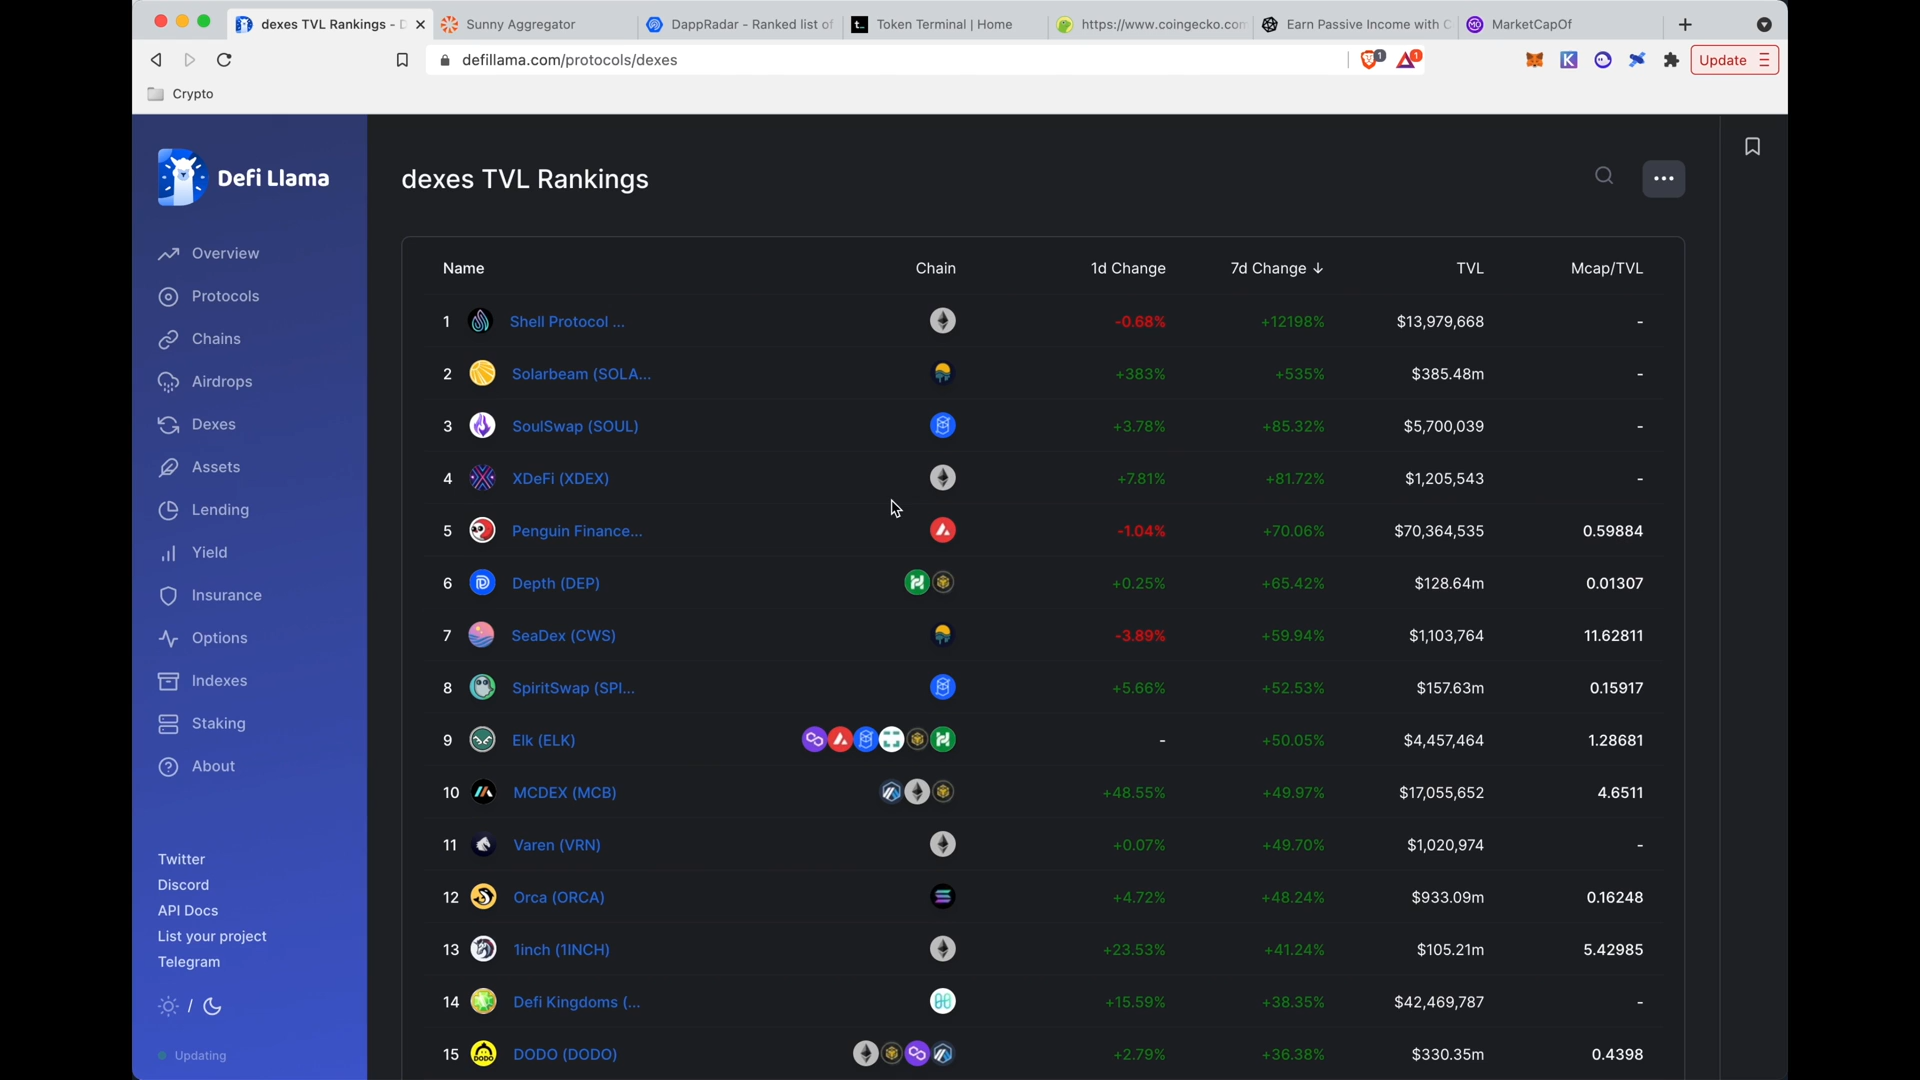 dexes TVL Rankings - D
Sunny Aggregator
DappRadar - Ranked list of
t_ Token Terminal | Home
https://www.coingecko.com
Earn Passive Income with C
MO MarketCapOf
defillama.com/protocols/dexes
1
1
K
Update
Crypto
Defi Llama
Overview
Protocols
Chains
Airdrops
Dexes
Assets
Lending
Yield
Insurance
Options
Indexes
Staking
About
Twitter
Discord
API Docs
List your project
Telegram
/
Updating
dexes TVL Rankings
Name Chain 1d Change 7d Change ↓ TVL Mcap/TVL
1 Shell Protocol ... -0.68% +12198% $13,979,668 -
2 Solarbeam (SOLA... +383% +535% $385.48m -
3 SoulSwap (SOUL) +3.78% +85.32% $5,700,039 -
4 XDeFi (XDEX) +7.81% +81.72% $1,205,543 -
5 Penguin Finance... -1.04% +70.06% $70,364,535 0.59884
6 Depth (DEP) +0.25% +65.42% $128.64m 0.01307
7 SeaDex (CWS) -3.89% +59.94% $1,103,764 11.62811
8 SpiritSwap (SPI... +5.66% +52.53% $157.63m 0.15917
9 Elk (ELK) - +50.05% $4,457,464 1.28681
10 MCDEX (MCB) +48.55% +49.97% $17,055,652 4.6511
11 Varen (VRN) +0.07% +49.70% $1,020,974 -
12 Orca (ORCA) +4.72% +48.24% $933.09m 0.16248
13 1inch (1INCH) +23.53% +41.24% $105.21m 5.42985
14 Defi Kingdoms (... +15.59% +38.35% $42,469,787 -
15 DODO (DODO) +2.79% +36.38% $330.35m 0.4398